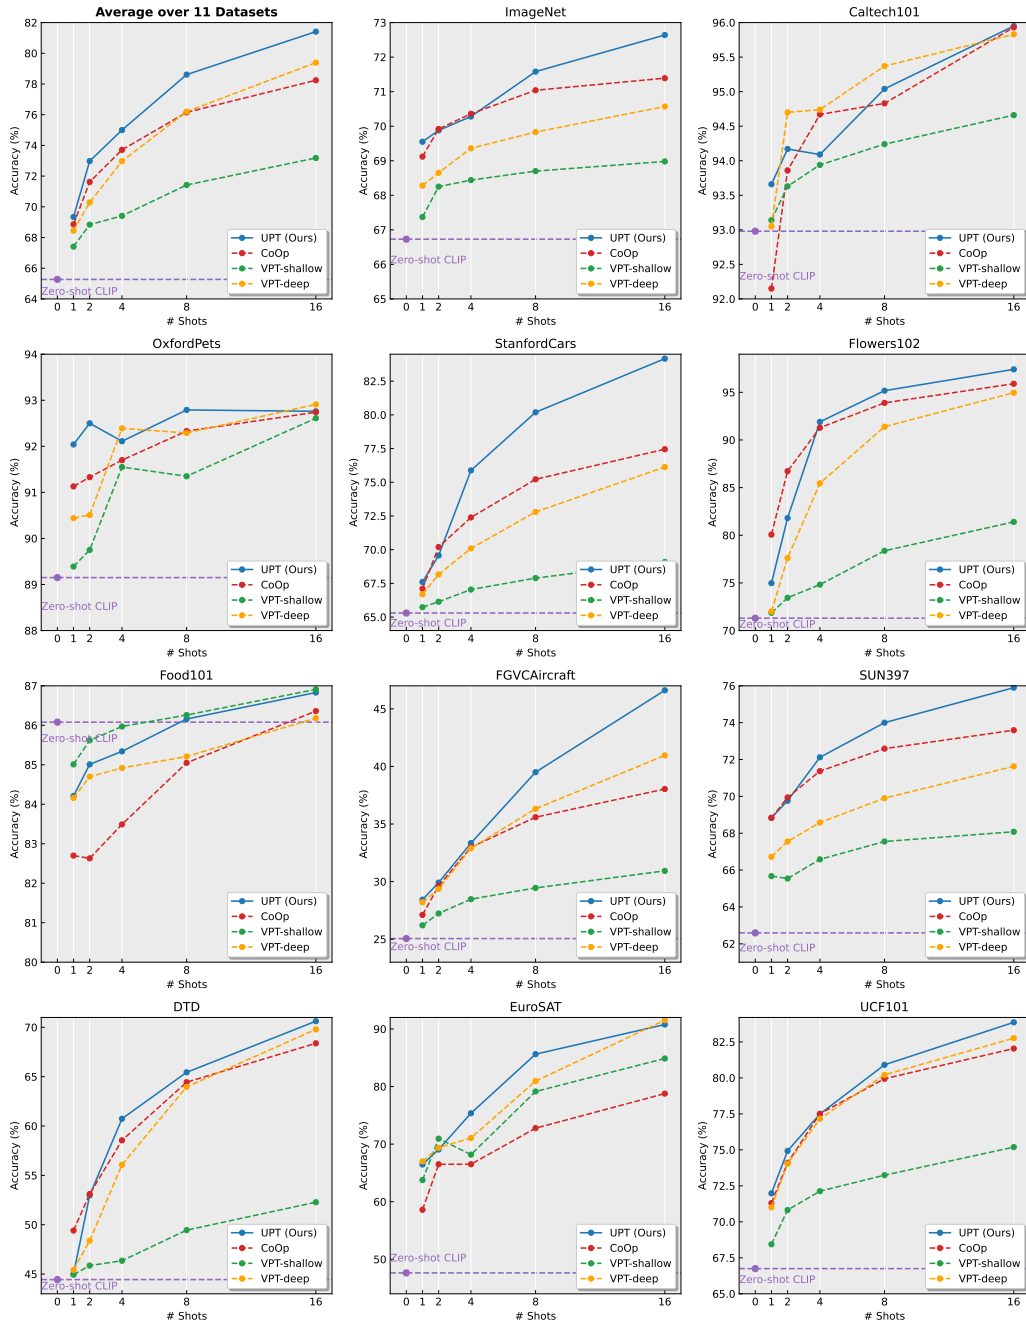 Average over 11 Datasets
Accuracy (%)
82
80
78
76
74
72
70
68
66
64
Zero-shot CLIP
UPT (Ours)
CoOp
VPT-shallow
VPT-deep
0 1 2 4 8 16
# Shots
ImageNet
Accuracy (%)
73
72
71
70
69
68
67
66
65
Zero-shot CLIP
UPT (Ours)
CoOp
VPT-shallow
VPT-deep
0 1 2 4 8 16
# Shots
Caltech101
Accuracy (%)
96.0
95.5
95.0
94.5
94.0
93.5
93.0
92.5
92.0
Zero-shot CLIP
UPT (Ours)
CoOp
VPT-shallow
VPT-deep
0 1 2 4 8 16
# Shots
OxfordPets
Accuracy (%)
94
93
92
91
90
89
88
Zero-shot CLIP
UPT (Ours)
CoOp
VPT-shallow
VPT-deep
0 1 2 4 8 16
# Shots
StanfordCars
Accuracy (%)
82.5
80.0
77.5
75.0
72.5
70.0
67.5
65.0
Zero-shot CLIP
UPT (Ours)
CoOp
VPT-shallow
VPT-deep
0 1 2 4 8 16
# Shots
Flowers102
Accuracy (%)
95
90
85
80
75
70
Zero-shot CLIP
UPT (Ours)
CoOp
VPT-shallow
VPT-deep
0 1 2 4 8 16
# Shots
Food101
Accuracy (%)
87
86
85
84
83
82
81
80
Zero-shot CLIP
UPT (Ours)
CoOp
VPT-shallow
VPT-deep
0 1 2 4 8 16
# Shots
FGVCAircraft
Accuracy (%)
45
40
35
30
25
Zero-shot CLIP
UPT (Ours)
CoOp
VPT-shallow
VPT-deep
0 1 2 4 8 16
# Shots
SUN397
Accuracy (%)
76
74
72
70
68
66
64
62
Zero-shot CLIP
UPT (Ours)
CoOp
VPT-shallow
VPT-deep
0 1 2 4 8 16
# Shots
DTD
Accuracy (%)
70
65
60
55
50
45
Zero-shot CLIP
UPT (Ours)
CoOp
VPT-shallow
VPT-deep
0 1 2 4 8 16
# Shots
EuroSAT
Accuracy (%)
90
80
70
60
50
Zero-shot CLIP
UPT (Ours)
CoOp
VPT-shallow
VPT-deep
0 1 2 4 8 16
# Shots
UCF101
Accuracy (%)
82.5
80.0
77.5
75.0
72.5
70.0
67.5
65.0
Zero-shot CLIP
UPT (Ours)
CoOp
VPT-shallow
VPT-deep
0 1 2 4 8 16
# Shots